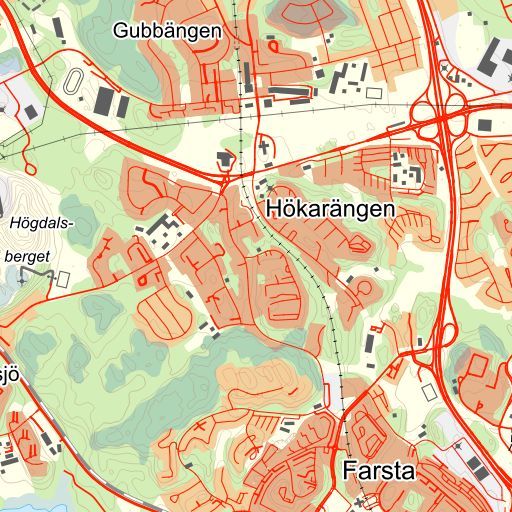 Gubbängen
Hökarängen
Högdals-
berget
sjö
Farsta